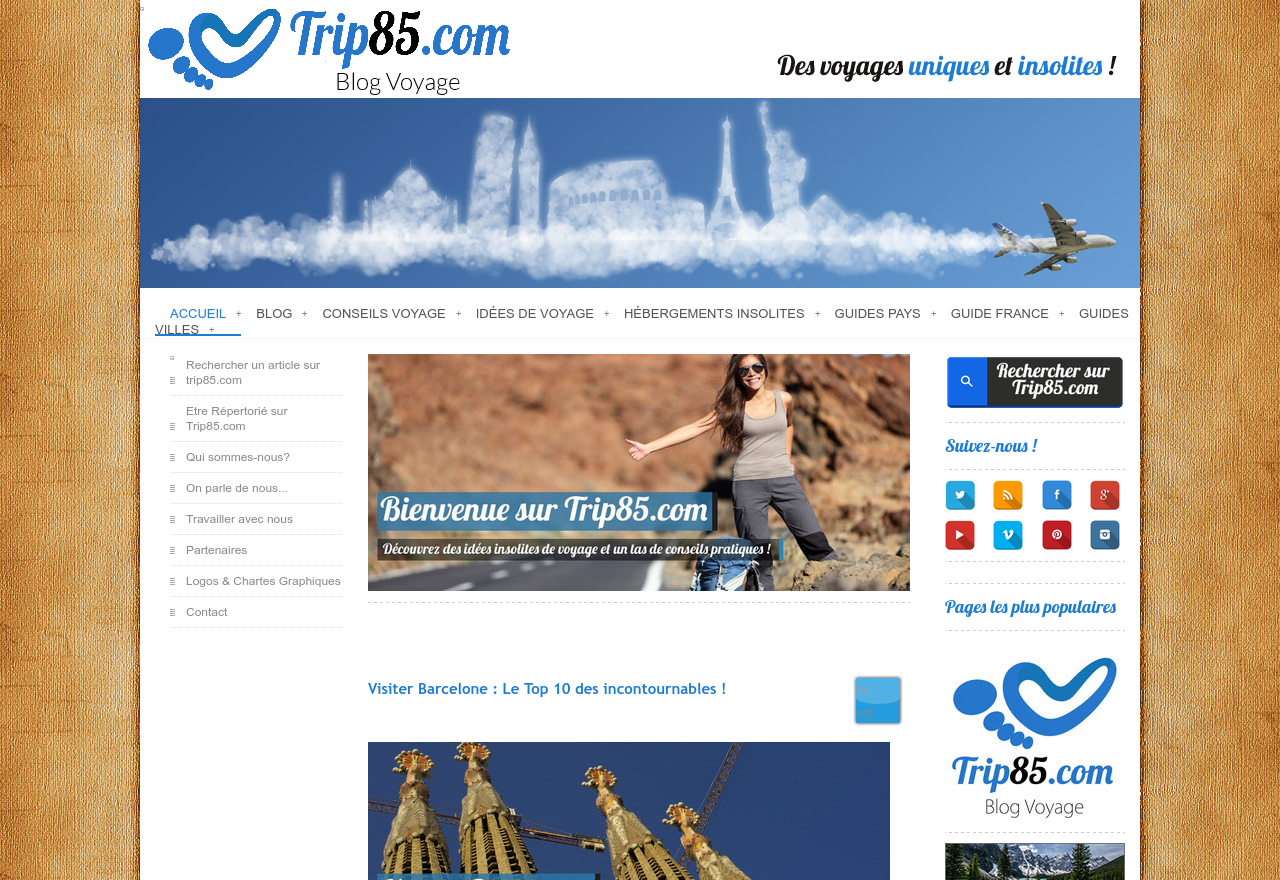 Trip85.com
Blog Voyage
Des voyages uniques et insolites !
ACCUEIL + BLOG + CONSEILS VOYAGE + IDÉES DE VOYAGE + HÉBERGEMENTS INSOLITES + GUIDES PAYS + GUIDE FRANCE + GUIDES
VILLES +
Rechercher un article sur
trip85.com
Etre Répertorié sur
Trip85.com
Qui sommes-nous?
On parle de nous...
Travailler avec nous
Partenaires
Logos & Chartes Graphiques
Contact
Bienvenue sur Trip85.com
Découvrez des idées insolites de voyage et un tas de conseils pratiques !
Visiter Barcelone : Le Top 10 des incontournables !
Rechercher sur
Trip85.com
Suivez-nous !
Pages les plus populaires
Trip85.com
Blog Voyage